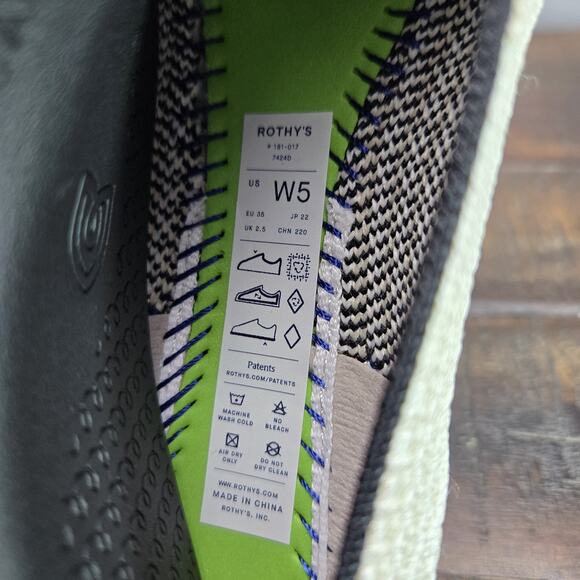 ROTHY'S
# 181-017
7424D
US W5
EU 35 JP 22
UK 2.5 CHN 220
Patents
ROTHYS.COM/PATENTS
MACHINE WASH COLD
NO BLEACH
AIR DRY ONLY
DO NOT DRY CLEAN
WWW.ROTHYS.COM
MADE IN CHINA
ROTHY'S, INC.